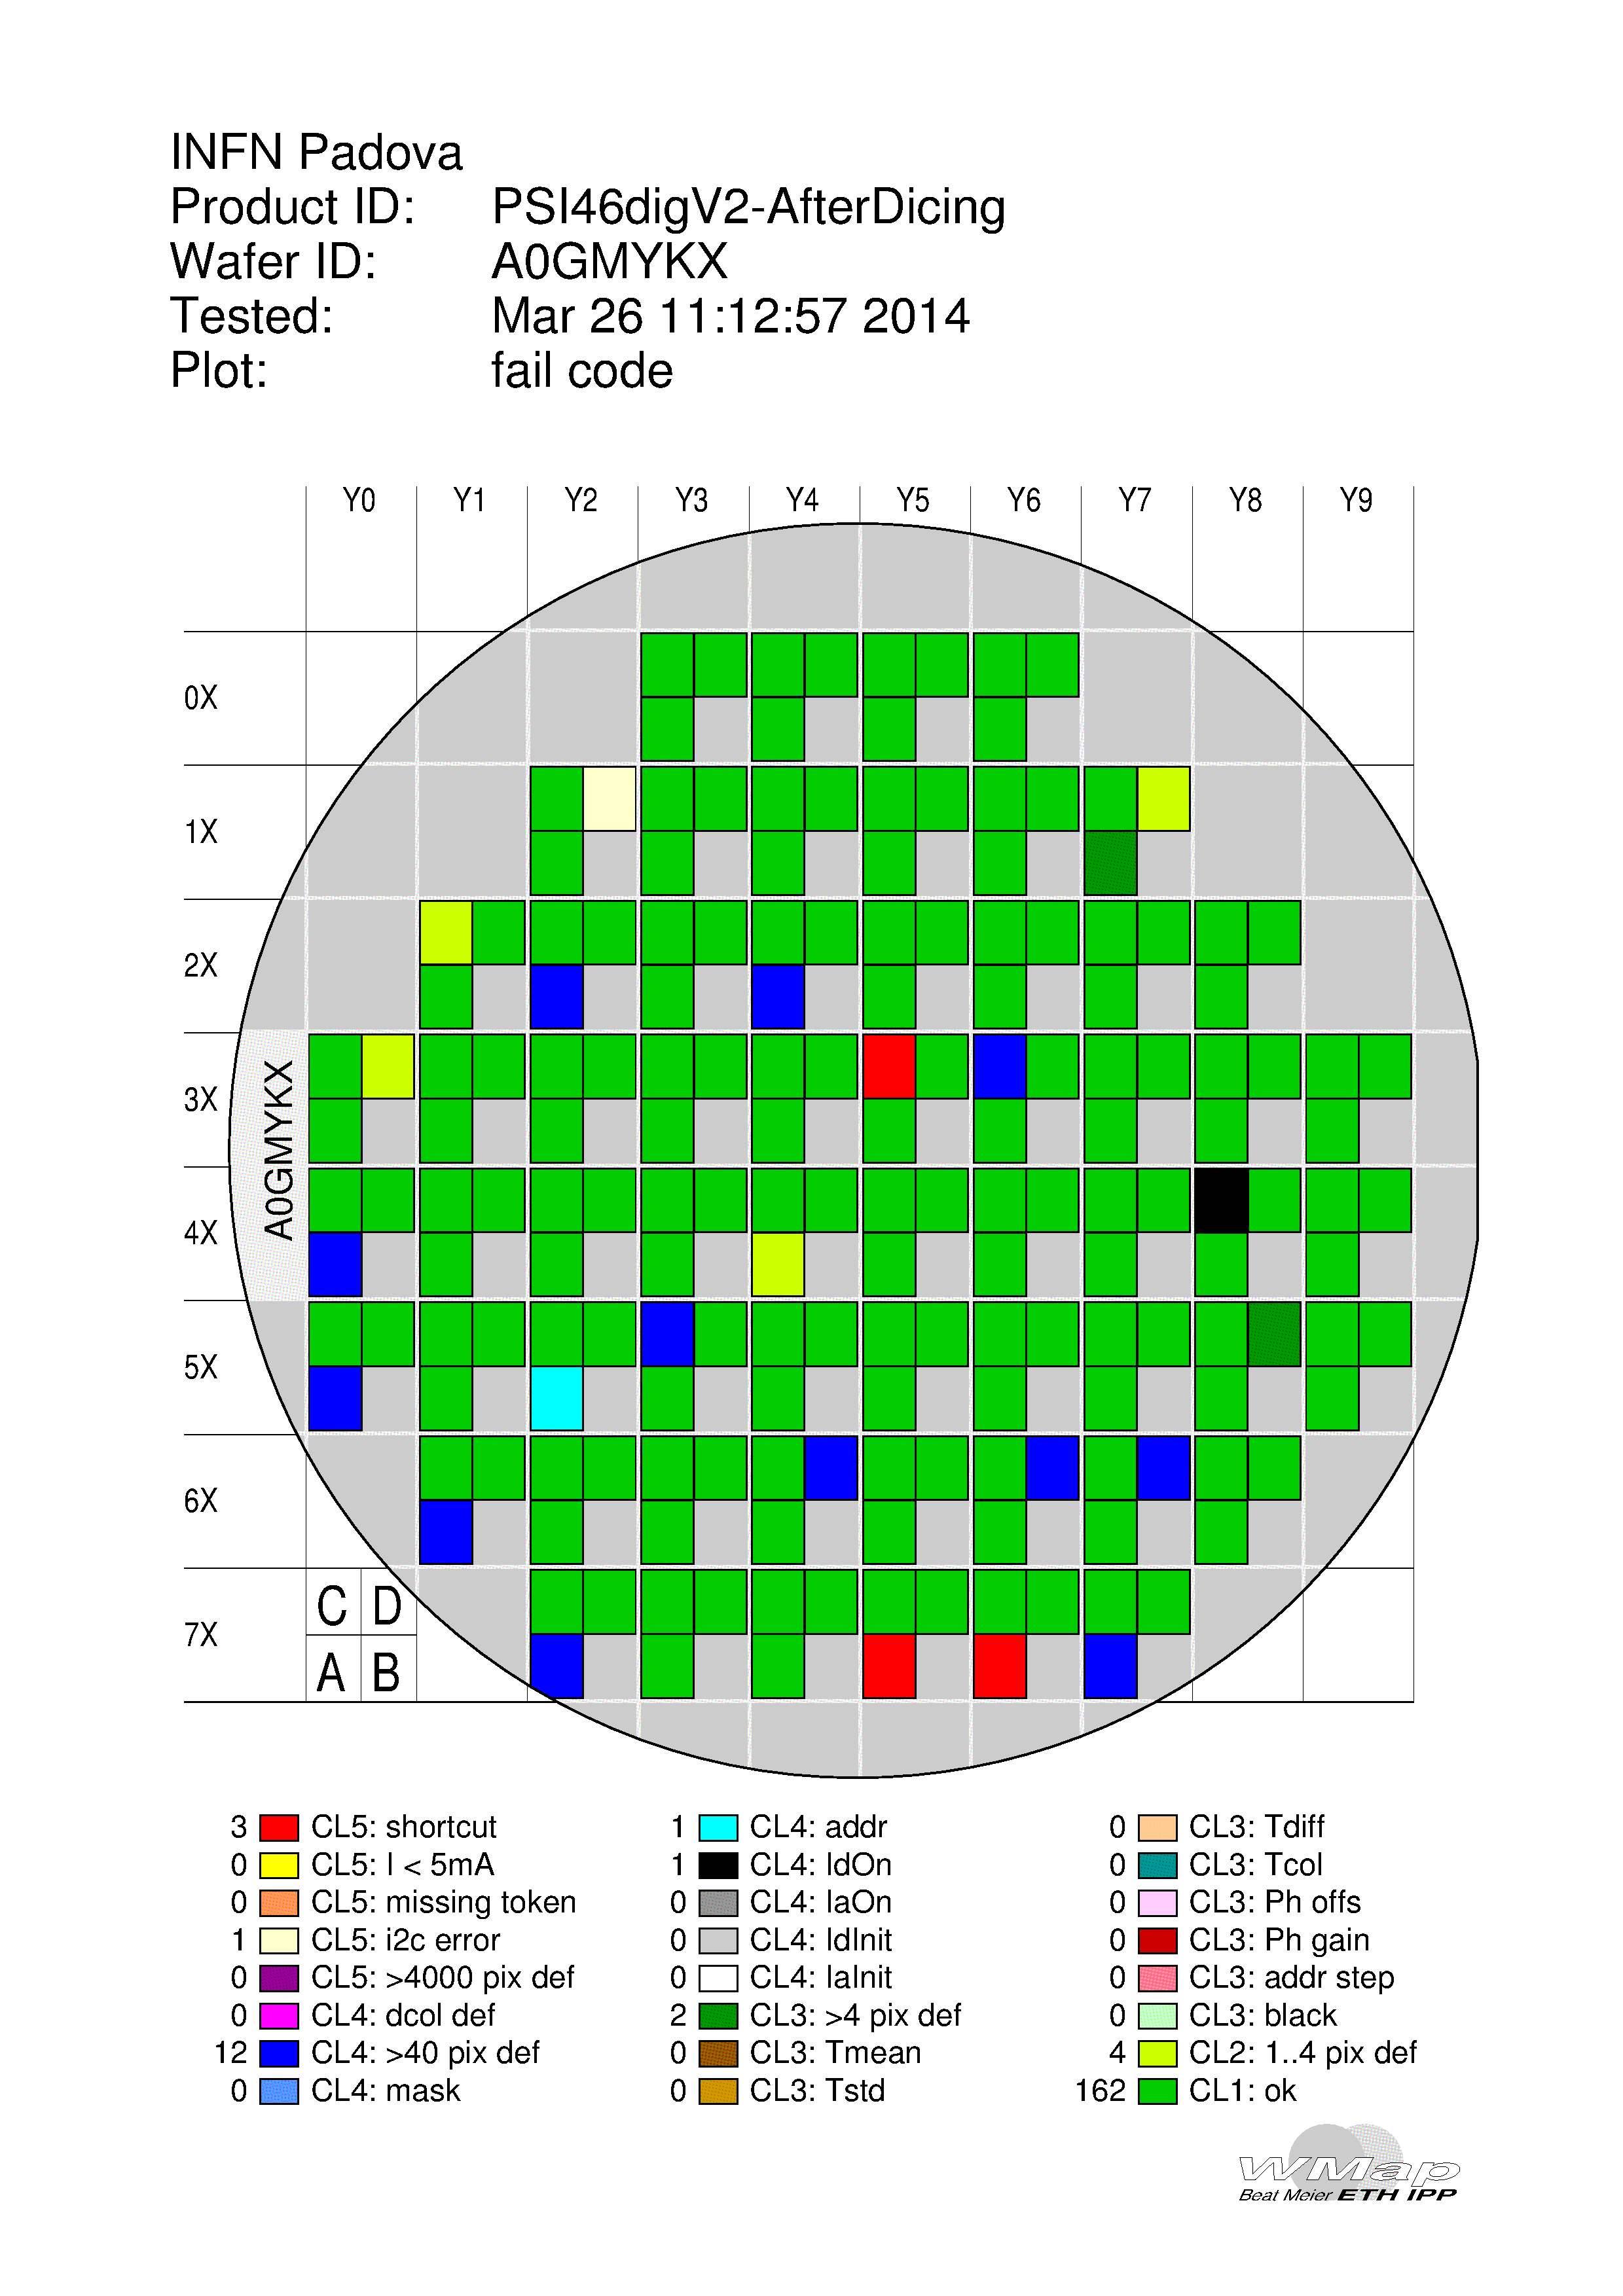 INFN Padova
Product ID: PSI46digV2-AfterDicing
Wafer ID: A0GMYKX
Tested: Mar 26 11:12:57 2014
Plot: fail code
Y0 Y1 Y2 Y3 Y4 Y5 Y6 Y7 Y8 Y9
0X
1X
2X
3X
A0GMYKX
4X
5X
6X
7X
C D
A B
3 CL5: shortcut
0 CL5: I < 5mA
0 CL5: missing token
1 CL5: i2c error
0 CL5: >4000 pix def
0 CL4: dcol def
12 CL4: >40 pix def
0 CL4: mask
1 CL4: addr
1 CL4: IdOn
0 CL4: IaOn
0 CL4: IdInit
0 CL4: IaInit
2 CL3: >4 pix def
0 CL3: Tmean
0 CL3: Tstd
0 CL3: Tdiff
0 CL3: Tcol
0 CL3: Ph offs
0 CL3: Ph gain
0 CL3: addr step
0 CL3: black
4 CL2: 1..4 pix def
162 CL1: ok
WMap
Beat Meier ETH IPP